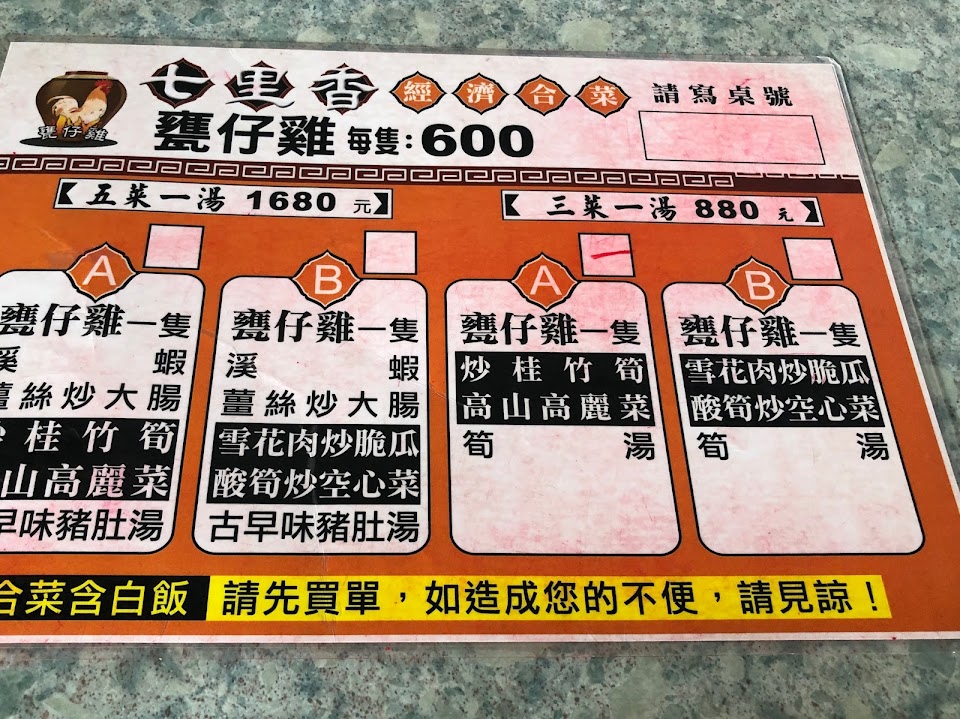 七里香 經濟合菜
請寫桌號
甕仔雞
甕仔雞 每隻:600
【五菜一湯 1680 元】
【三菜一湯 880 元】
A
甕仔雞一隻
溪蝦
薑絲炒大腸
炒桂竹筍
山高麗菜
早味豬肚湯
B
甕仔雞一隻
溪蝦
薑絲炒大腸
雪花肉炒脆瓜
酸筍炒空心菜
古早味豬肚湯
A
甕仔雞一隻
炒桂竹筍
高山高麗菜
筍湯
B
甕仔雞一隻
雪花肉炒脆瓜
酸筍炒空心菜
筍湯
合菜含白飯 請先買單,如造成您的不便,請見諒!